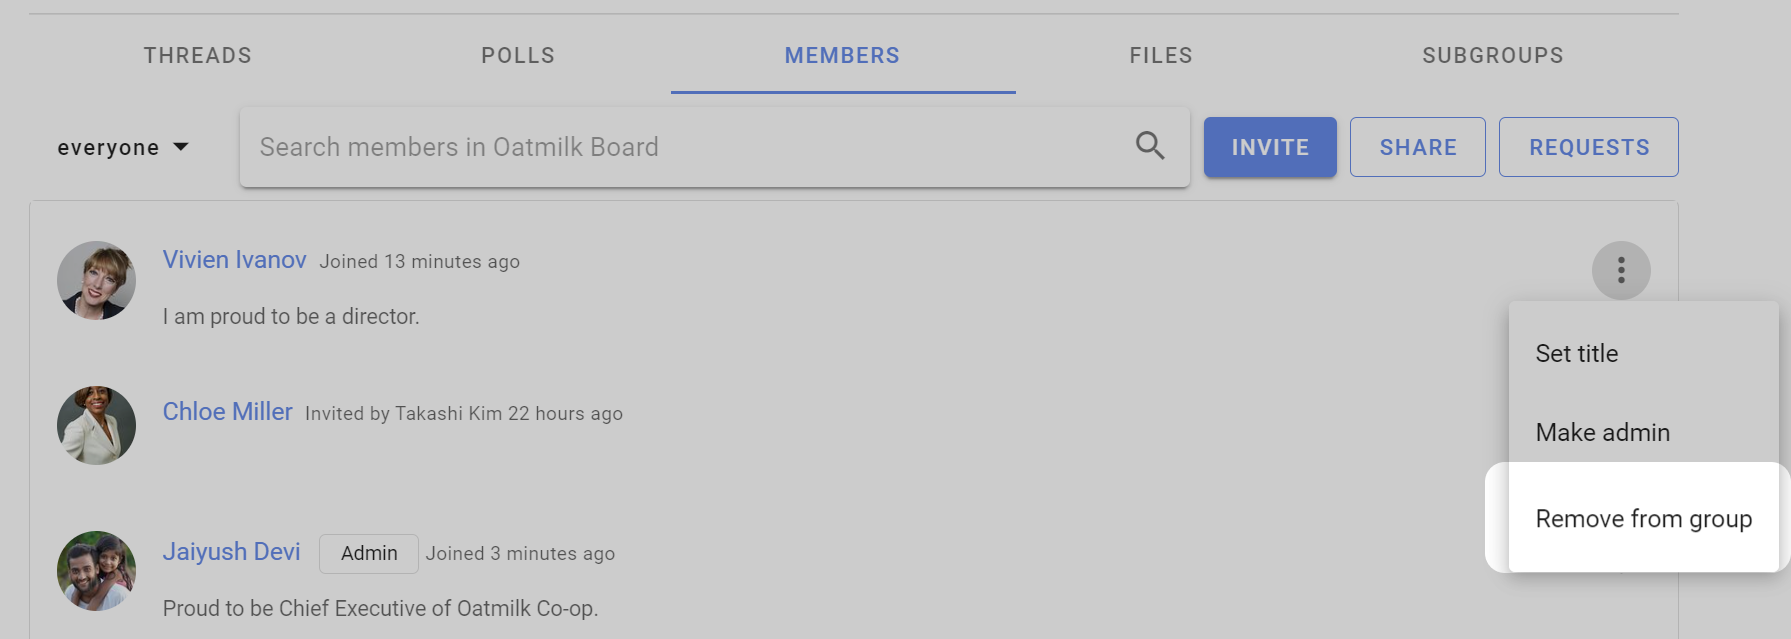 THREADS POLLS MEMBERS FILES SUBGROUPS
everyone Search members in Oatmilk Board INVITE SHARE REQUESTS
Vivien Ivanov Joined 13 minutes ago
I am proud to be a director.
Set title
Chloe Miller Invited by Takashi Kim 22 hours ago
Make admin
Remove from group
Jaiyush Devi Admin Joined 3 minutes ago
Proud to be Chief Executive of Oatmilk Co-op.